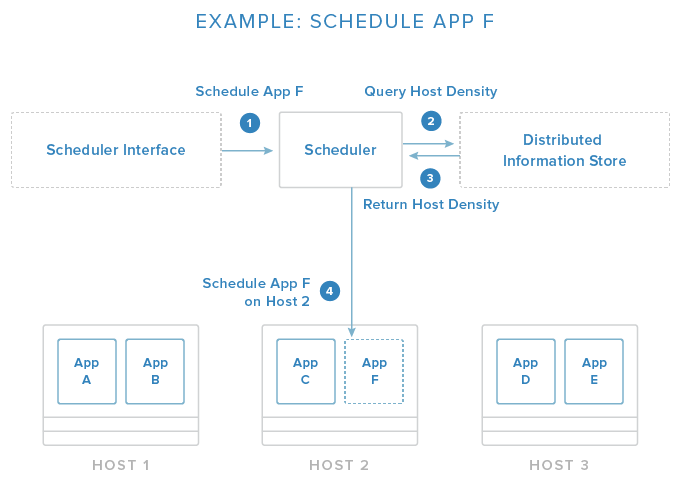 EXAMPLE: SCHEDULE APP F
Schedule App F
Query Host Density
1
2
Scheduler Interface
Scheduler
Distributed
Information Store
3
Return Host Density
Schedule App F
on Host 2
4
App
A
App
B
App
C
App
F
App
D
App
E
HOST 1
HOST 2
HOST 3